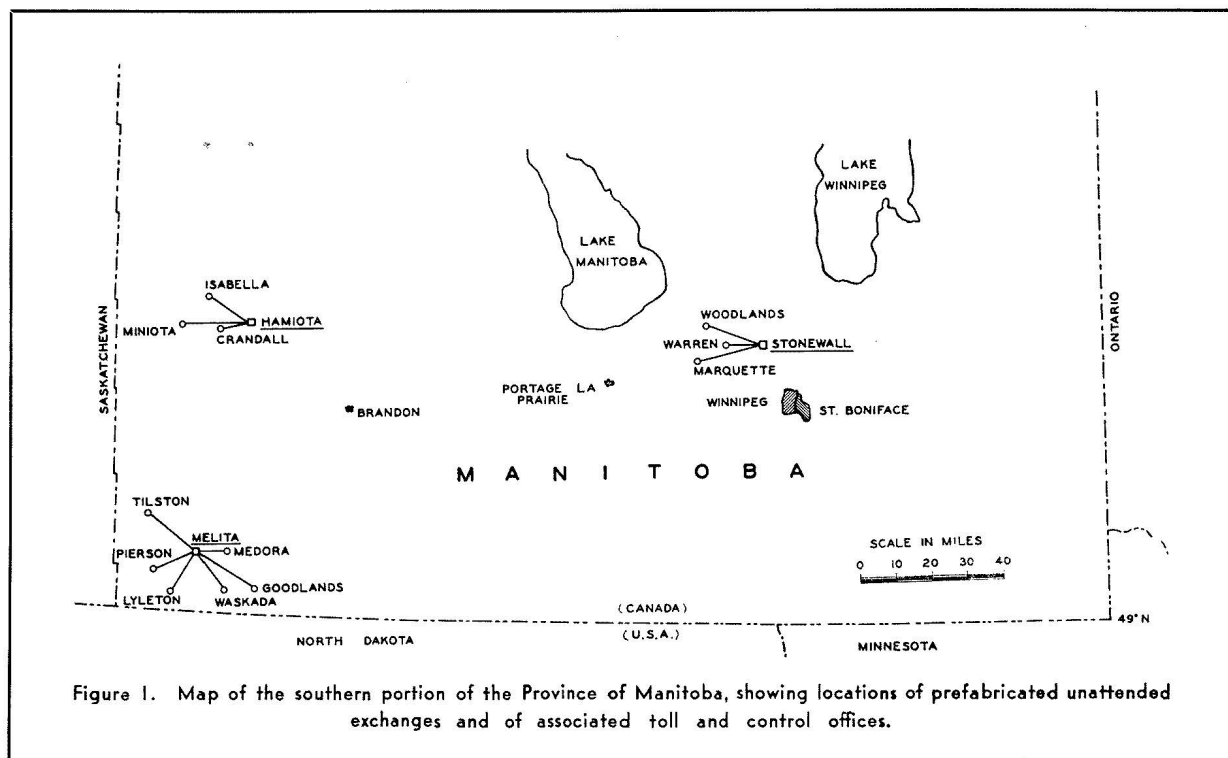 LAKE
WINNIPEG
LAKE
MANITOBA
ISABELLA
HAMIOTA
MINIOTA
CRANDALL
WOODLANDS
WARREN
STONEWALL
MARQUETTE
SASKATCHEWAN
ONTARIO
PORTAGE LA
PRAIRIE
WINNIPEG
ST. BONIFACE
BRANDON
MANITOBA
TILSTON
MELITA
PIERSON
MEDORA
GOODLANDS
LYLETON
WASKADA
SCALE IN MILES
0 10 20 30 40
(CANADA)
(U.S.A.)
49° N
NORTH DAKOTA
MINNESOTA
Figure 1. Map of the southern portion of the Province of Manitoba, showing locations of prefabricated unattended
exchanges and of associated toll and control offices.